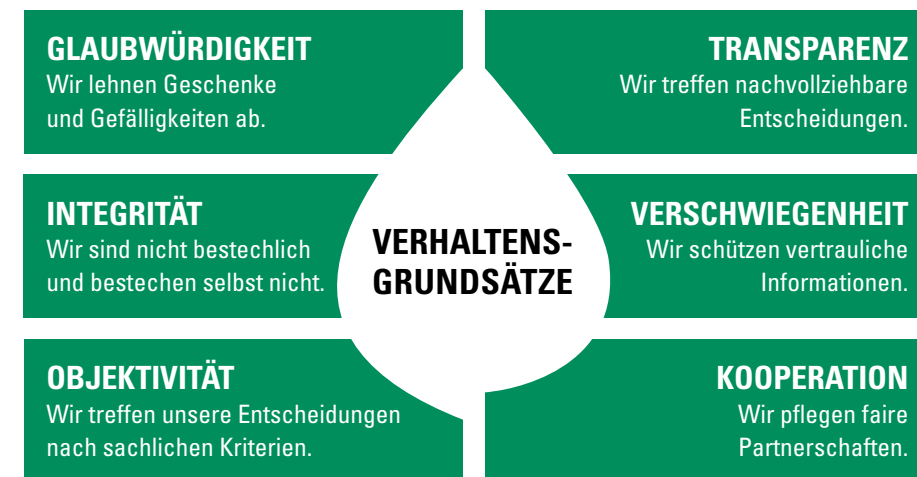 GLAUBWÜRDIGKEIT
Wir lehnen Geschenke
und Gefälligkeiten ab.
TRANSPARENZ
Wir treffen nachvollziehbare
Entscheidungen.
INTEGRITÄT
Wir sind nicht bestechlich
und bestechen selbst nicht.
VERHALTENS-
GRUNDSÄTZE
VERSCHWIEGENHEIT
Wir schützen vertrauliche
Informationen.
OBJEKTIVITÄT
Wir treffen unsere Entscheidungen
nach sachlichen Kriterien.
KOOPERATION
Wir pflegen faire
Partnerschaften.